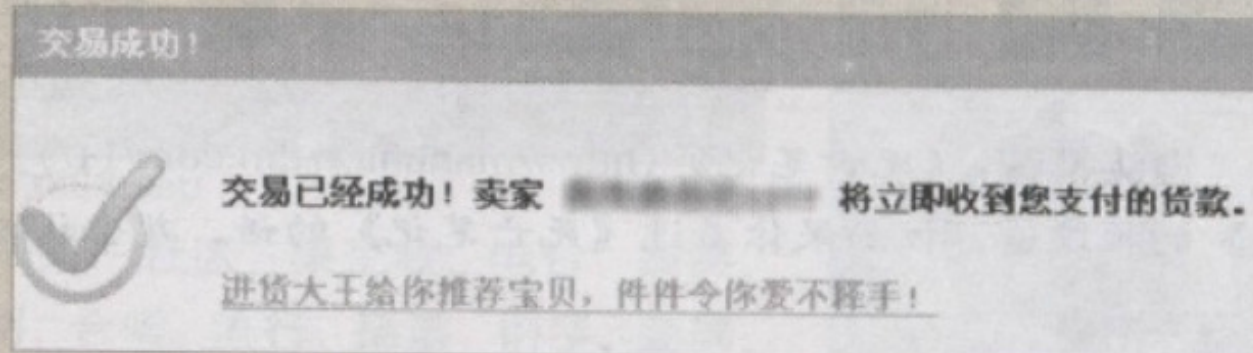 交易成功!
交易已经成功!卖家 将立即收到您支付的货款。
进货大王给你推荐宝贝，件件令你爱不释手!